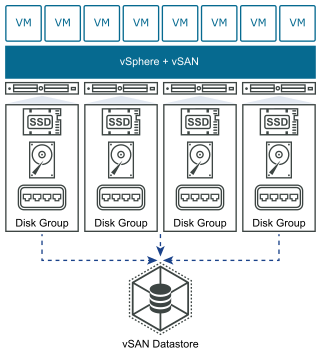 VM VM VM VM VM VM VM VM
vSphere + vSAN
SSD SSD SSD SSD
Disk Group Disk Group Disk Group Disk Group
vSAN Datastore